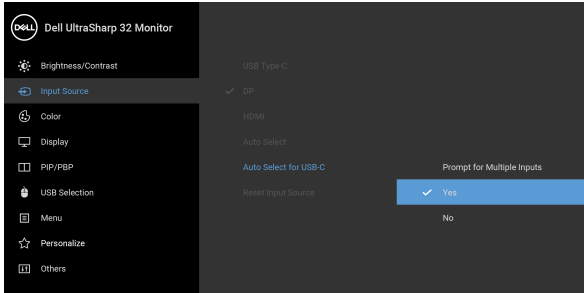 DELL Dell UltraSharp 32 Monitor
Brightness/Contrast
Input Source
Color
Display
PIP/PBP
USB Selection
Menu
Personalize
Others
USB Type-C
DP
HDMI
Auto Select
Auto Select for USB-C
Reset Input Source
Prompt for Multiple Inputs
Yes
No